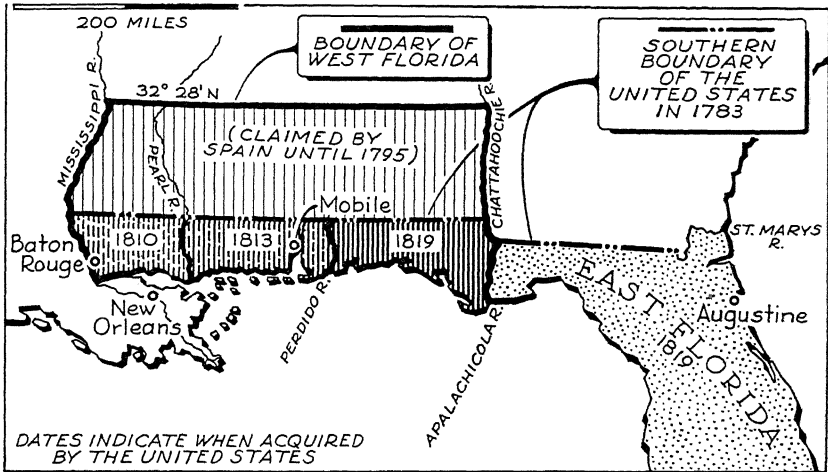 200 MILES
BOUNDARY OF
WEST FLORIDA
SOUTHERN
BOUNDARY
OF THE
UNITED STATES
IN 1783
32° 28' N
MISSISSIPPI R.
PEARL R.
(CLAIMED BY
SPAIN UNTIL 1795)
CHATTAHOOCHIE R.
Mobile
1810
1813
1819
Baton
Rouge
New
Orleans
PERDIDO R.
APALACHICOLA R.
ST. MARYS
R.
EAST FLORIDA
1819
Augustine
DATES INDICATE WHEN ACQUIRED
BY THE UNITED STATES